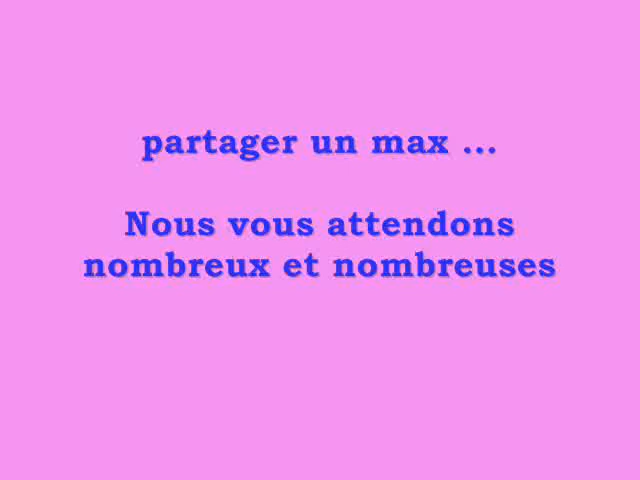 partager un max ...
Nous vous attendons
nombreux et nombreuses